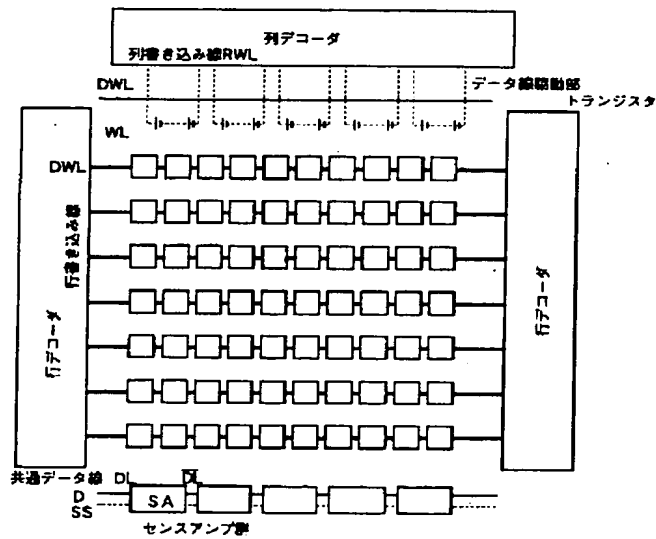 列デコーダ
列書き込み線RWL
DWL
データ線駆動部
トランジスタ
WL
DWL
行書き込み部
行デコーダ
行デコーダ
共通データ線 DL
DL
D
SS
SA
センスアンプ群